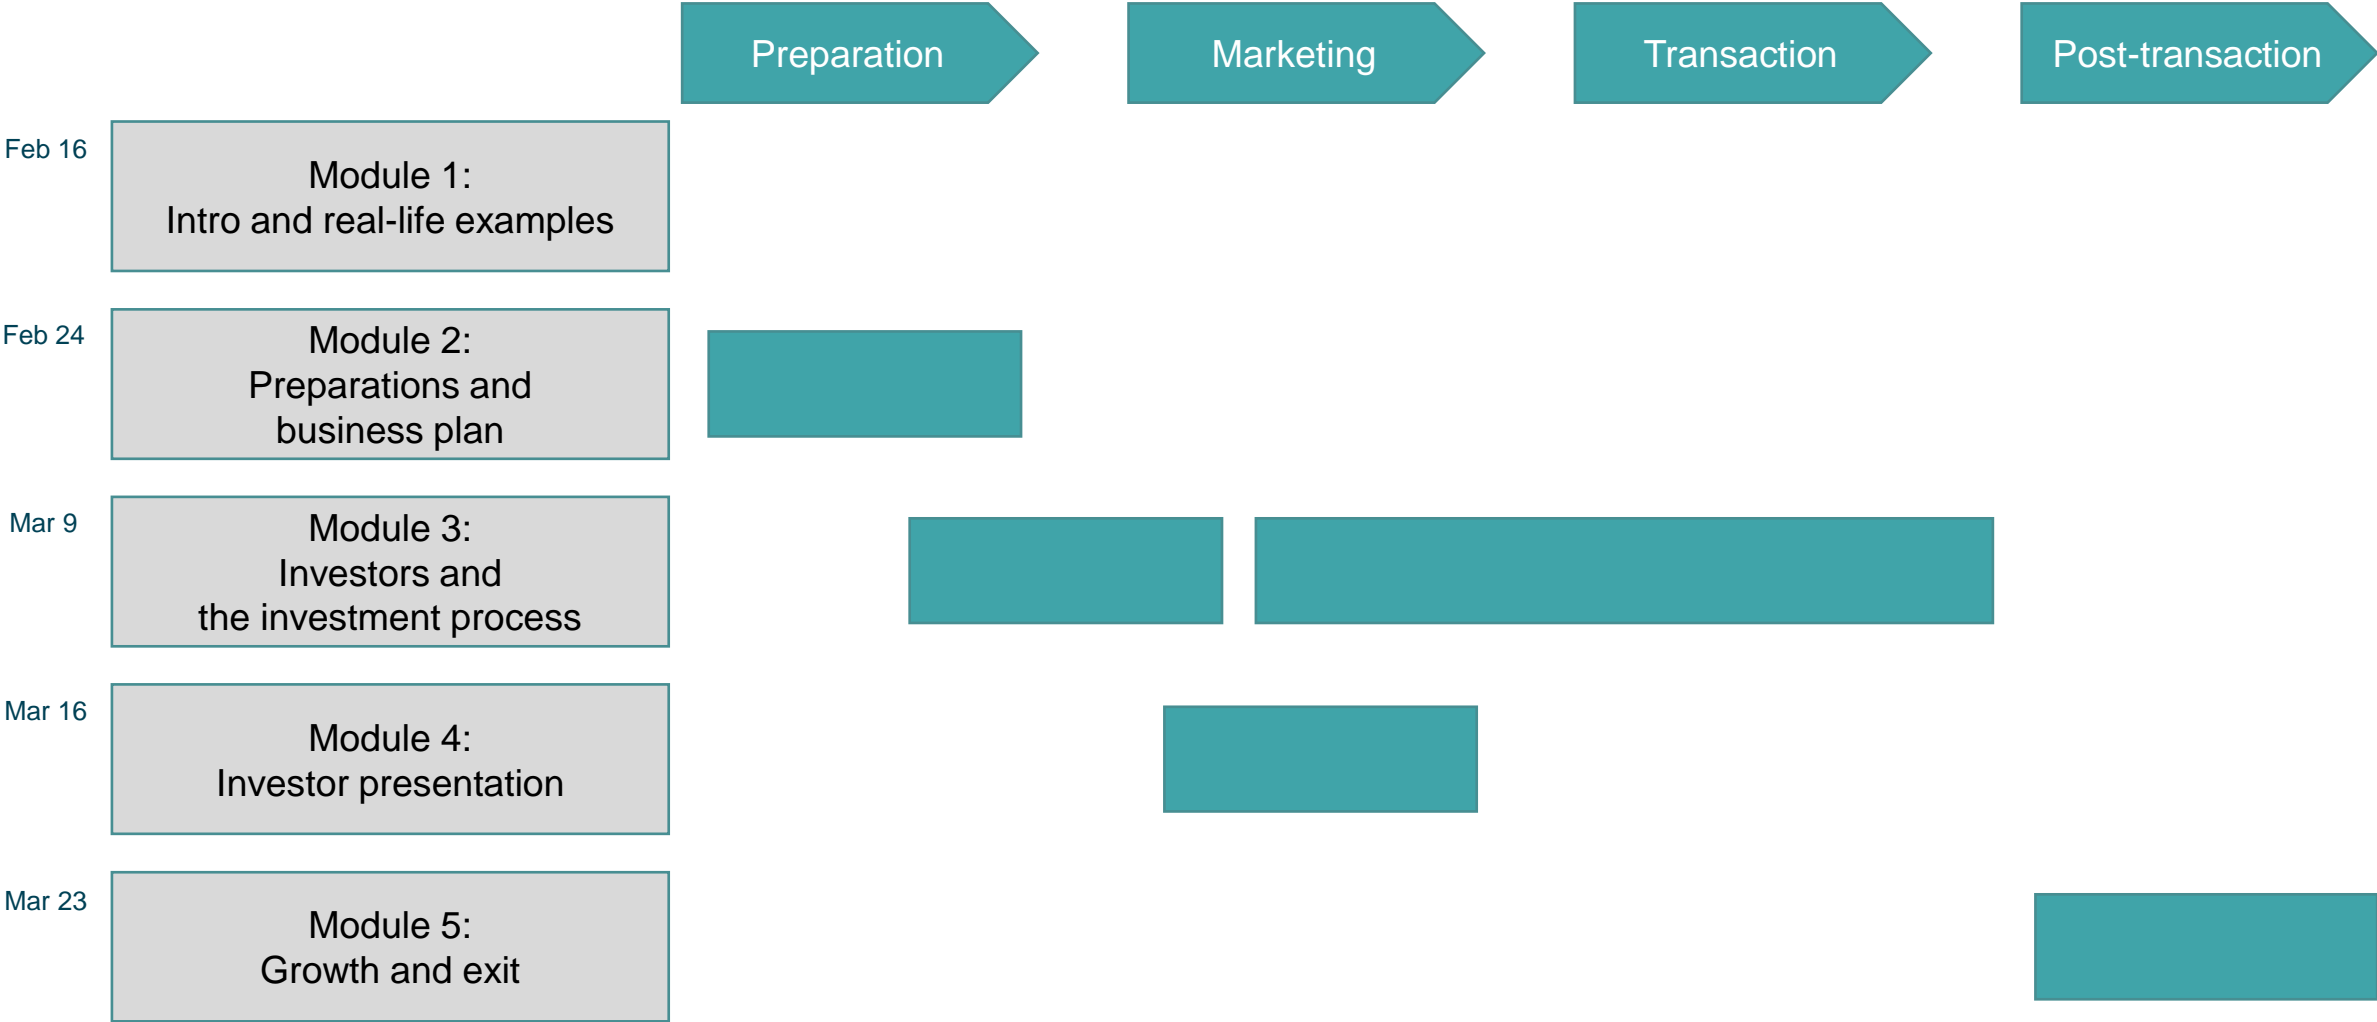 Preparation
Marketing
Transaction
Post-transaction
Feb 16
Module 1:
Intro and real-life examples
Feb 24
Module 2:
Preparations and
business plan
Mar 9
Module 3:
Investors and
the investment process
Mar 16
Module 4:
Investor presentation
Mar 23
Module 5:
Growth and exit